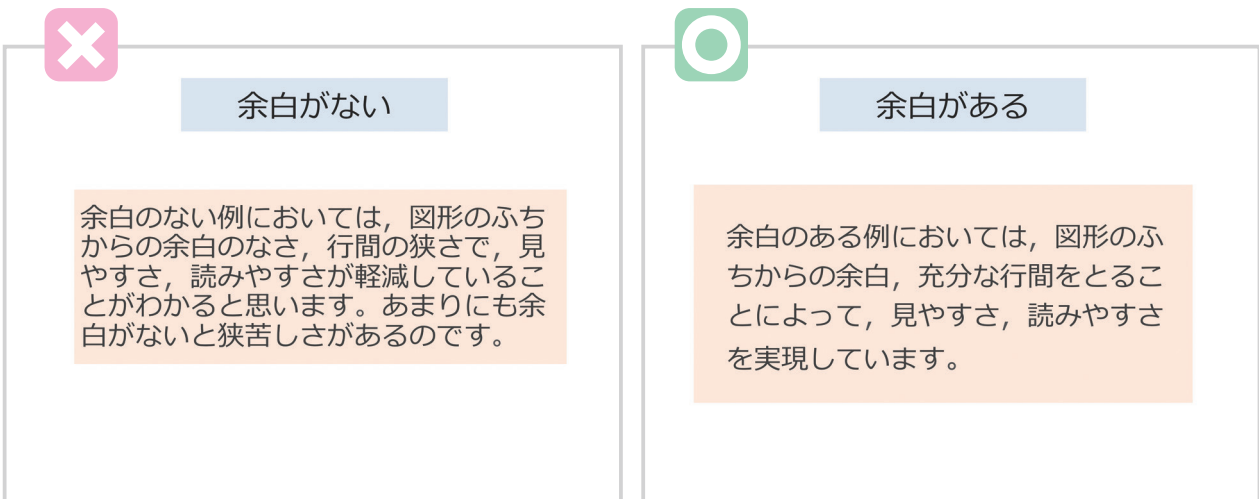 余白がない
余白のない例においては，図形のふち
からの余白のなさ，行間の狭さで，見
やすさ，読みやすさが軽減しているこ
とがわかると思います。あまりにも余
白がないと狭苦しさがあるのです。
余白がある
余白のある例においては，図形のふ
ちからの余白，充分な行間をとるこ
とによって，見やすさ，読みやすさ
を実現しています。